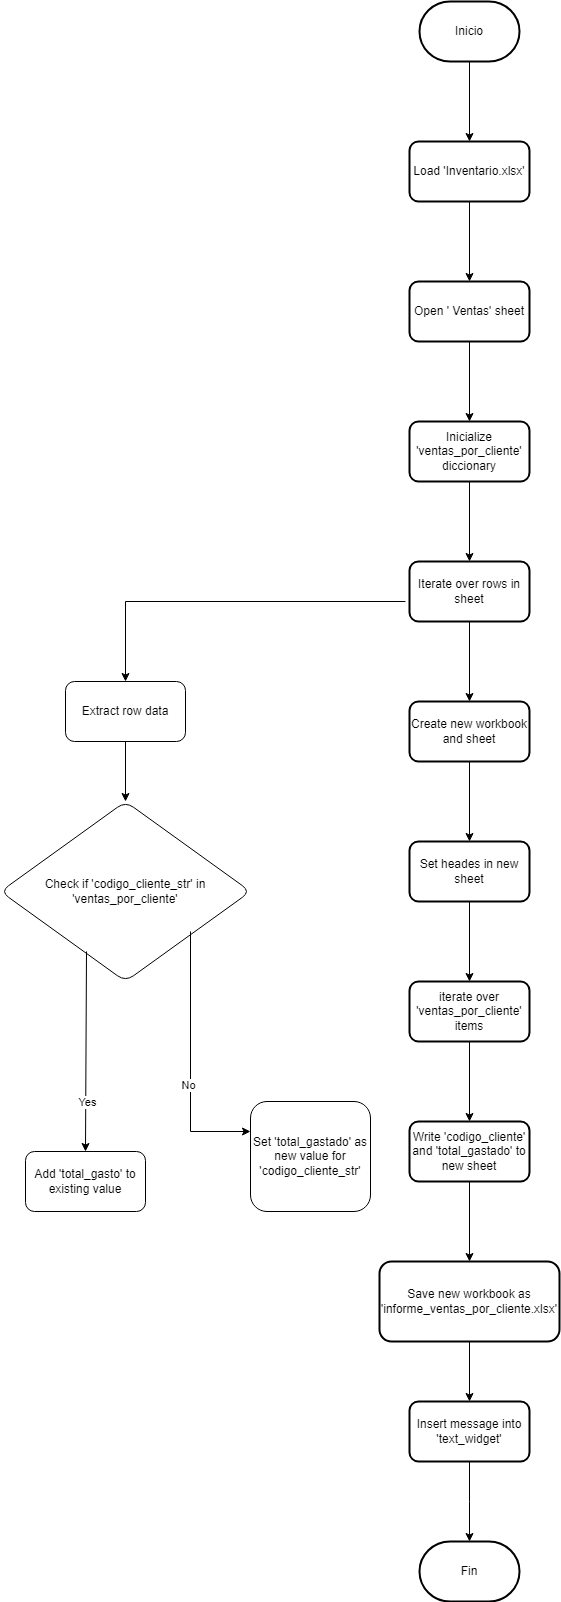 Inicio
Load 'Inventario.xlsx'
Open ' Ventas' sheet
Inicialize
'ventas_por_cliente'
diccionary
Iterate over rows in
sheet
Extract row data
Check if 'codigo_cliente_str' in
'ventas_por_cliente'
Yes
No
Add 'total_gasto' to
existing value
Set 'total_gastado' as
new value for
'codigo_cliente_str'
Create new workbook
and sheet
Set heades in new
sheet
iterate over
'ventas_por_cliente'
items
Write 'codigo_cliente'
and 'total_gastado' to
new sheet
Save new workbook as
'informe_ventas_por_cliente.xlsx'
Insert message into
'text_widget'
Fin